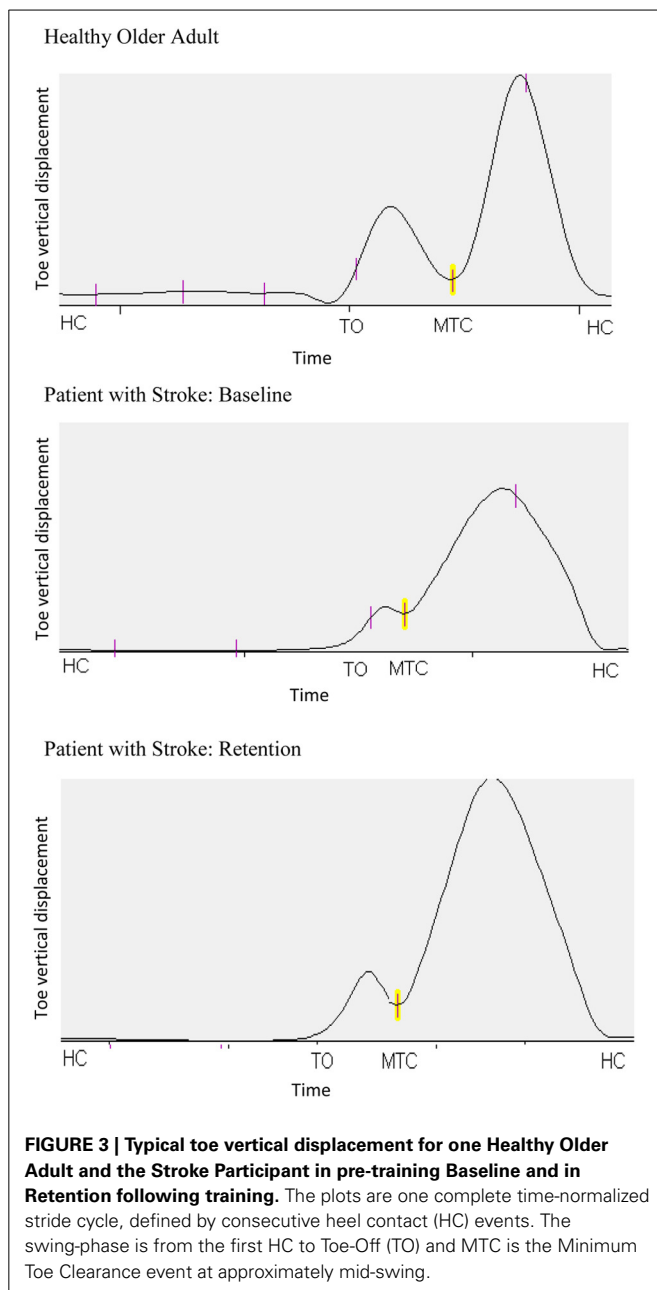 Healthy Older Adult
Toe vertical displacement
HC TO MTC HC
Time
Patient with Stroke: Baseline
Toe vertical displacement
HC TO MTC HC
Time
Patient with Stroke: Retention
Toe vertical displacement
HC TO MTC HC
Time
FIGURE 3 | Typical toe vertical displacement for one Healthy Older
Adult and the Stroke Participant in pre-training Baseline and in
Retention following training. The plots are one complete time-normalized
stride cycle, defined by consecutive heel contact (HC) events. The
swing-phase is from the first HC to Toe-Off (TO) and MTC is the Minimum
Toe Clearance event at approximately mid-swing.